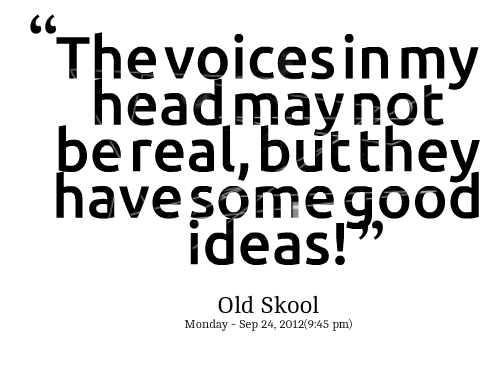 “The voices in my
head may not
be real, but they
have some good
ideas!”
Old Skool
Monday - Sep 24, 2012(9:45 pm)